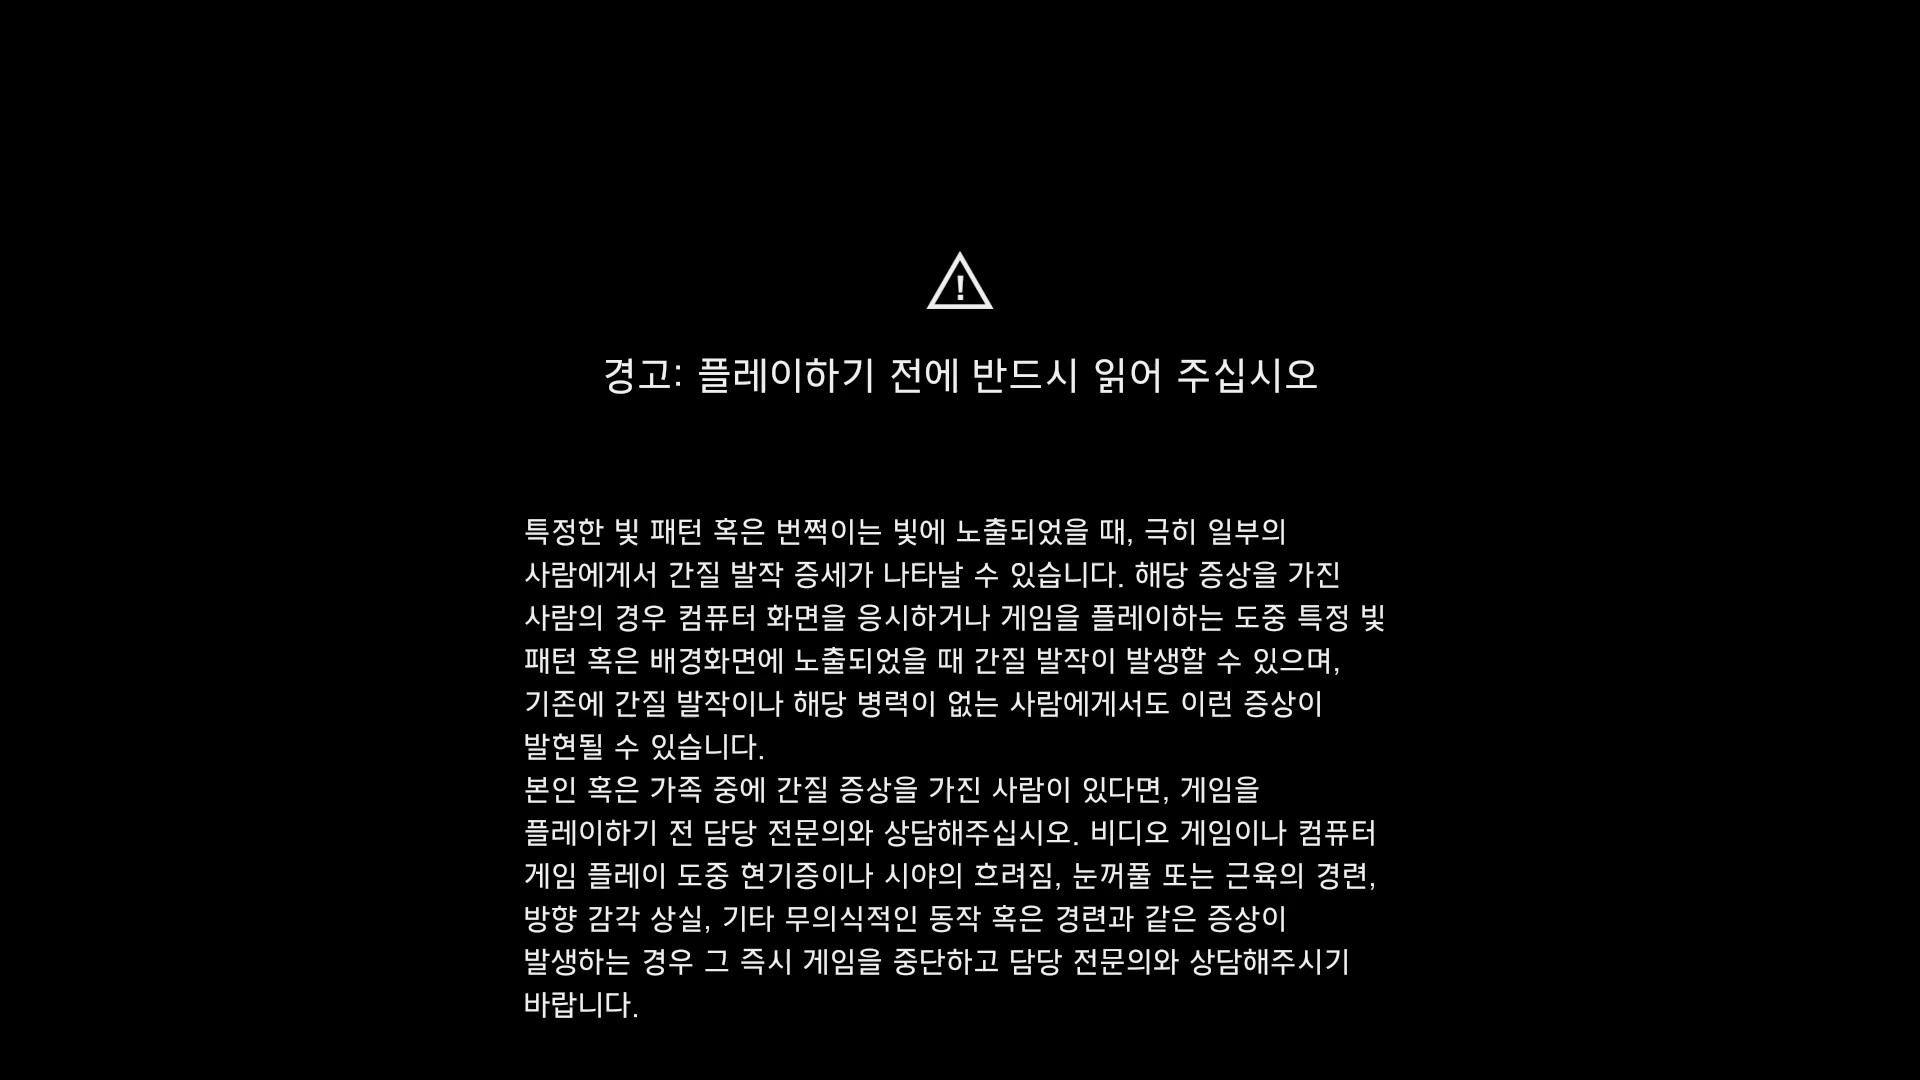 경고: 플레이하기 전에 반드시 읽어 주십시오
특정한 빛 패턴 혹은 번쩍이는 빛에 노출되었을 때, 극히 일부의
사람에게서 간질 발작 증세가 나타날 수 있습니다. 해당 증상을 가진
사람의 경우 컴퓨터 화면을 응시하거나 게임을 플레이하는 도중 특정 빛
패턴 혹은 배경화면에 노출되었을 때 간질 발작이 발생할 수 있으며,
기존에 간질 발작이나 해당 병력이 없는 사람에게서도 이런 증상이
발현될 수 있습니다.
본인 혹은 가족 중에 간질 증상을 가진 사람이 있다면, 게임을
플레이하기 전 담당 전문의와 상담해주십시오. 비디오 게임이나 컴퓨터
게임 플레이 도중 현기증이나 시야의 흐려짐, 눈꺼풀 또는 근육의 경련,
방향 감각 상실, 기타 무의식적인 동작 혹은 경련과 같은 증상이
발생하는 경우 그 즉시 게임을 중단하고 담당 전문의와 상담해주시기
바랍니다.